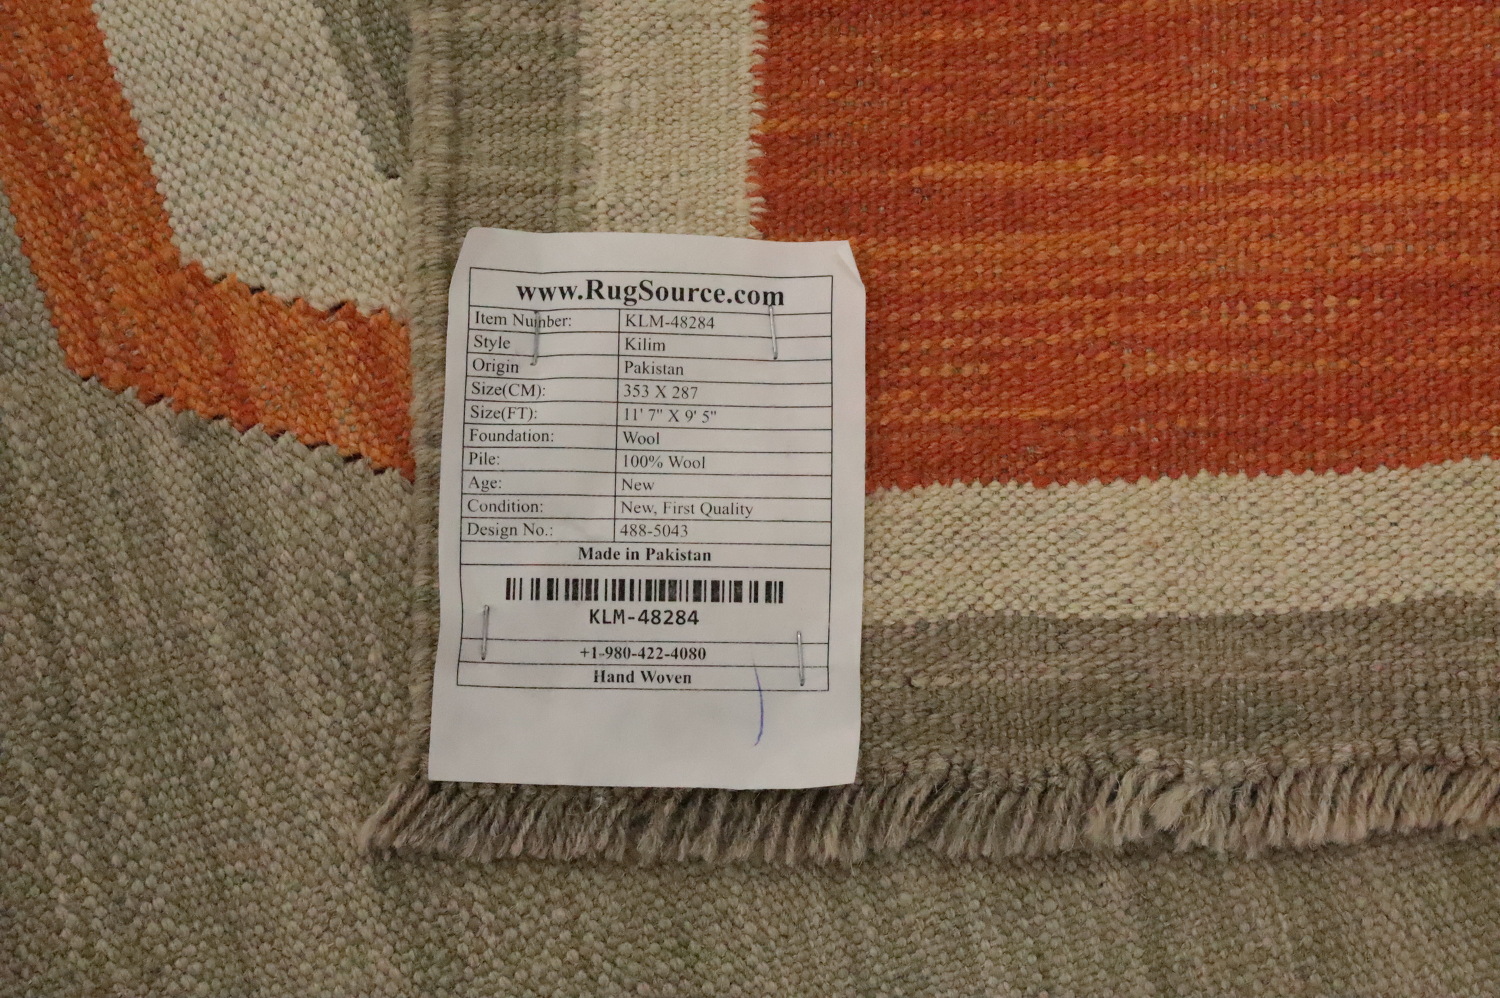 www.RugSource.com
Item Number: KLM-48284
Style Kilim
Origin Pakistan
Size(CM): 353 X 287
Size(FT): 11' 7" X 9' 5"
Foundation: Wool
Pile: 100% Wool
Age: New
Condition: New, First Quality
Design No.: 488-5043
Made in Pakistan
KLM-48284
+1-980-422-4080
Hand Woven